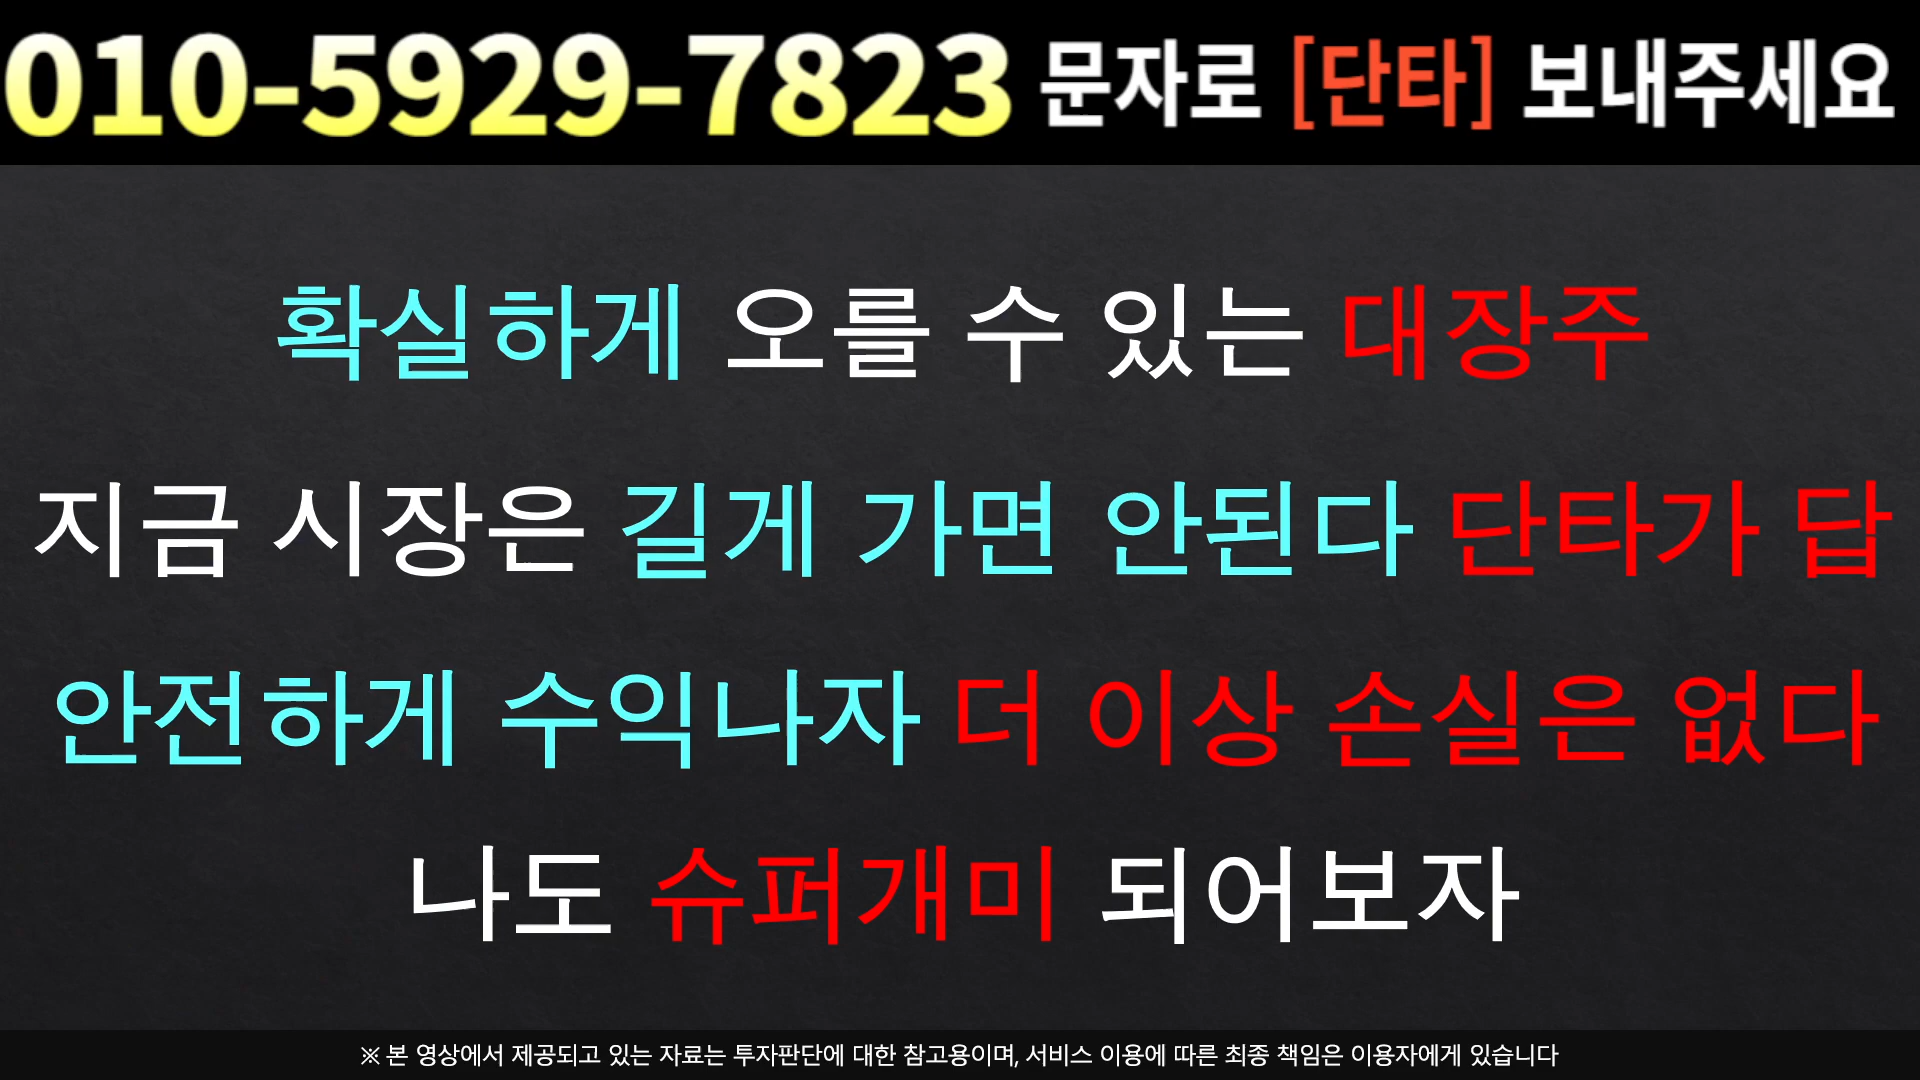 010-5929-7823 문자로 [단타] 보내주세요
확실하게 오를 수 있는 대장주
지금 시장은 길게 가면 안된다 단타가 답
안전하게 수익나자 더 이상 손실은 없다
나도 슈퍼개미 되어보자
※ 본 영상에서 제공되고 있는 자료는 투자판단에 대한 참고용이며, 서비스 이용에 따른 최종 책임은 이용자에게 있습니다